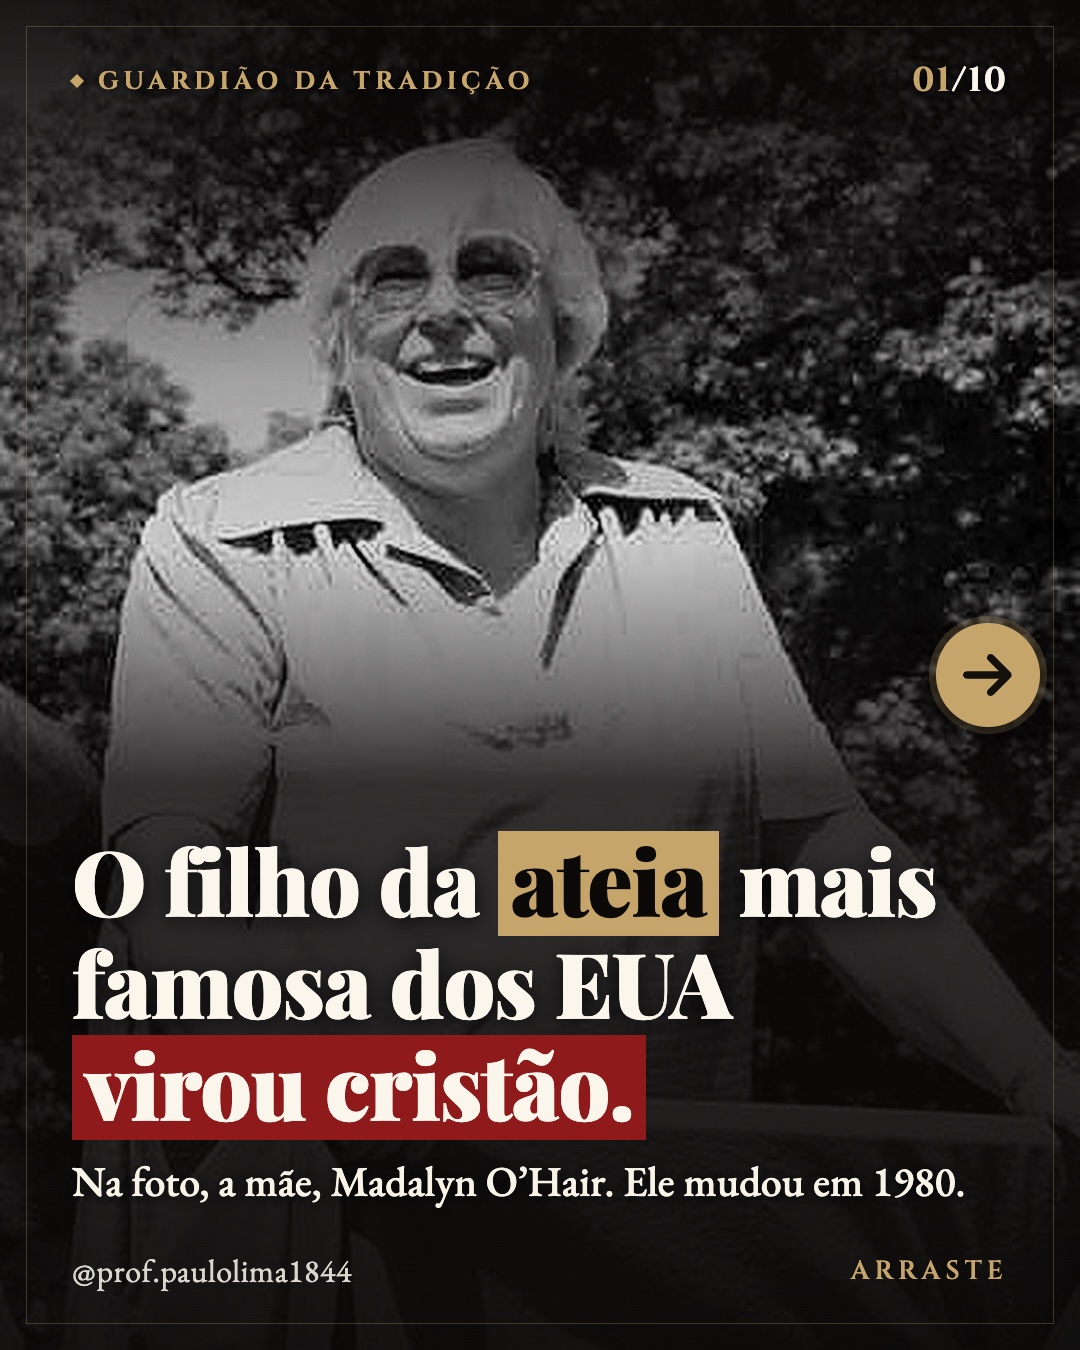 GUARDIÃO DA TRADIÇÃO
01/10
O filho da ateia mais
famosa dos EUA
virou cristão.
Na foto, a mãe, Madalyn O’Hair. Ele mudou em 1980.
@prof.paulolima1844
ARRASTE